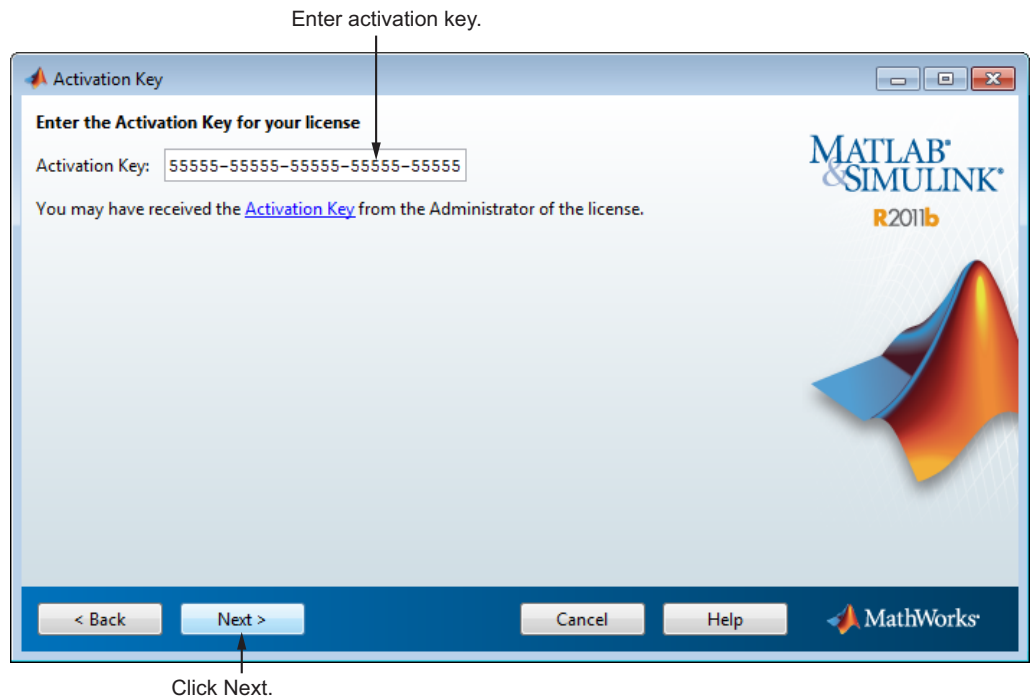 Enter activation key.
Activation Key
Enter the Activation Key for your license
Activation Key: 55555-55555-55555-55555-55555
You may have received the Activation Key from the Administrator of the license.
MATLAB®
&SIMULINK®
R2011b
< Back Next > Cancel Help MathWorks®
Click Next.